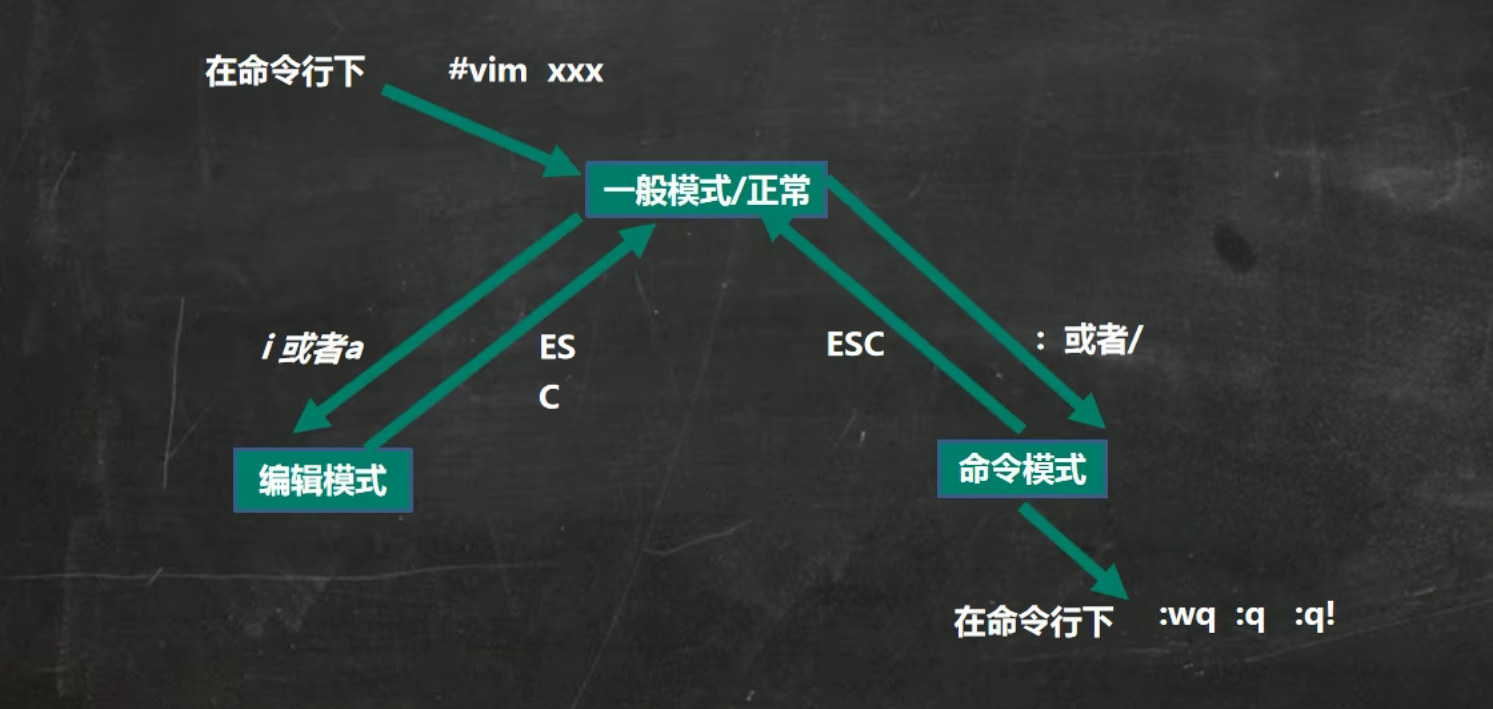 在命令行下 #vim xxx
一般模式/正常
i 或者a
ES
C
ESC
: 或者/
编辑模式
命令模式
在命令行下 :wq :q :q!